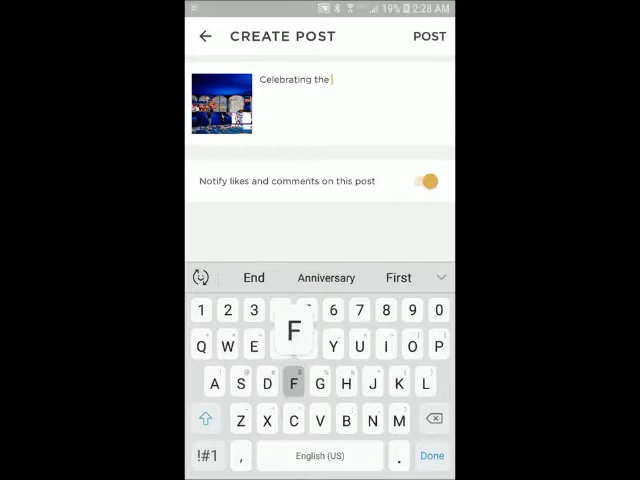 19% 2:28 AM
CREATE POST POST
Celebrating the
Notify likes and comments on this post
End Anniversary First
1 2 3 6 7 8 9 0
F
Q W E Y U I O P
A S D F G H J K L
Z X C V B N M
!#1 , English (US) . Done